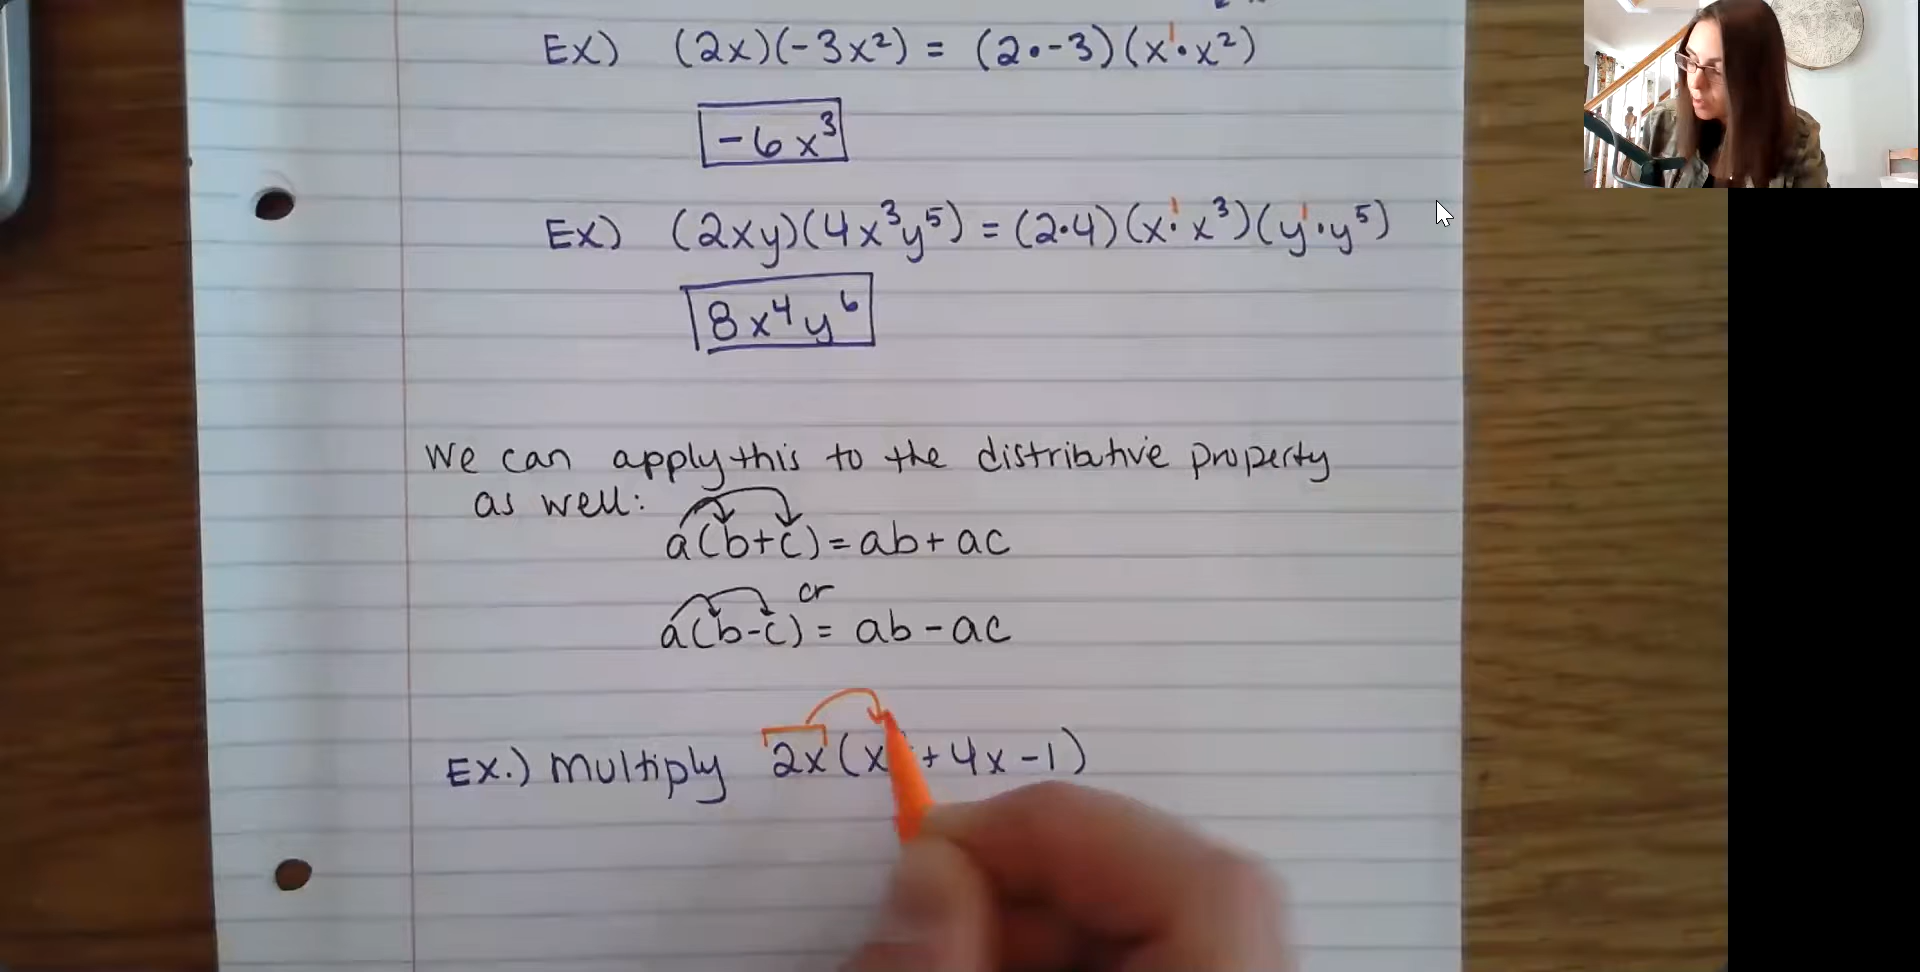 Ex) (2x)(-3x²) = (2•-3)(x¹•x²)
-6x³
Ex) (2xy)(4x³y⁵) = (2•4)(x¹•x³)(y¹•y⁵)
8x⁴y⁶
We can apply this to the distributive property
as well:
a(b+c) = ab + ac
or
a(b-c) = ab - ac
Ex.) Multiply 2x(x + 4x - 1)